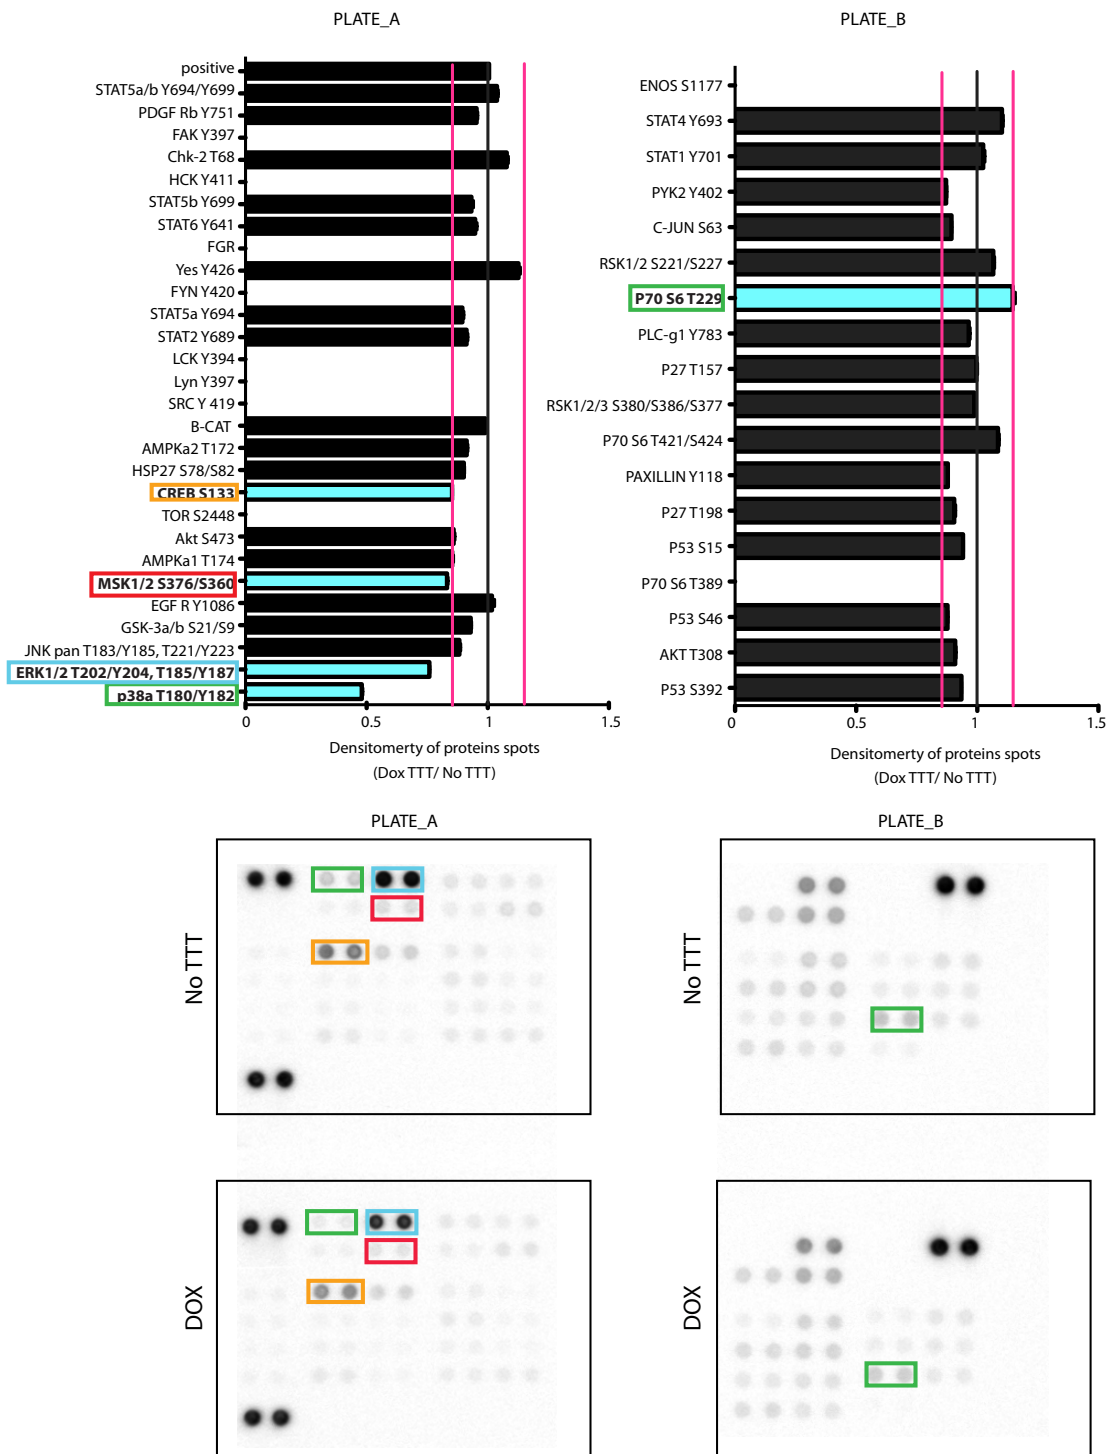 PLATE_A
positive
STAT5a/b Y694/Y699
PDGF Rb Y751
FAK Y397
Chk-2 T68
HCK Y411
STAT5b Y699
STAT6 Y641
FGR
Yes Y426
FYN Y420
STAT5a Y694
STAT2 Y689
LCK Y394
Lyn Y397
SRC Y 419
B-CAT
AMPKa2 T172
HSP27 S78/S82
CREB S133
TOR S2448
Akt S473
AMPKa1 T174
MSK1/2 S376/S360
EGF R Y1086
GSK-3a/b S21/S9
JNK pan T183/Y185, T221/Y223
ERK1/2 T202/Y204, T185/Y187
p38a T180/Y182
0 0.5 1 1.5
Densitomerty of proteins spots
(Dox TTT/ No TTT)
PLATE_B
ENOS S1177
STAT4 Y693
STAT1 Y701
PYK2 Y402
C-JUN S63
RSK1/2 S221/S227
P70 S6 T229
PLC-g1 Y783
P27 T157
RSK1/2/3 S380/S386/S377
P70 S6 T421/S424
PAXILLIN Y118
P27 T198
P53 S15
P70 S6 T389
P53 S46
AKT T308
P53 S392
0 0.5 1 1.5
Densitomerty of proteins spots
(Dox TTT/ No TTT)
PLATE_A
PLATE_B
No TTT
No TTT
DOX
DOX